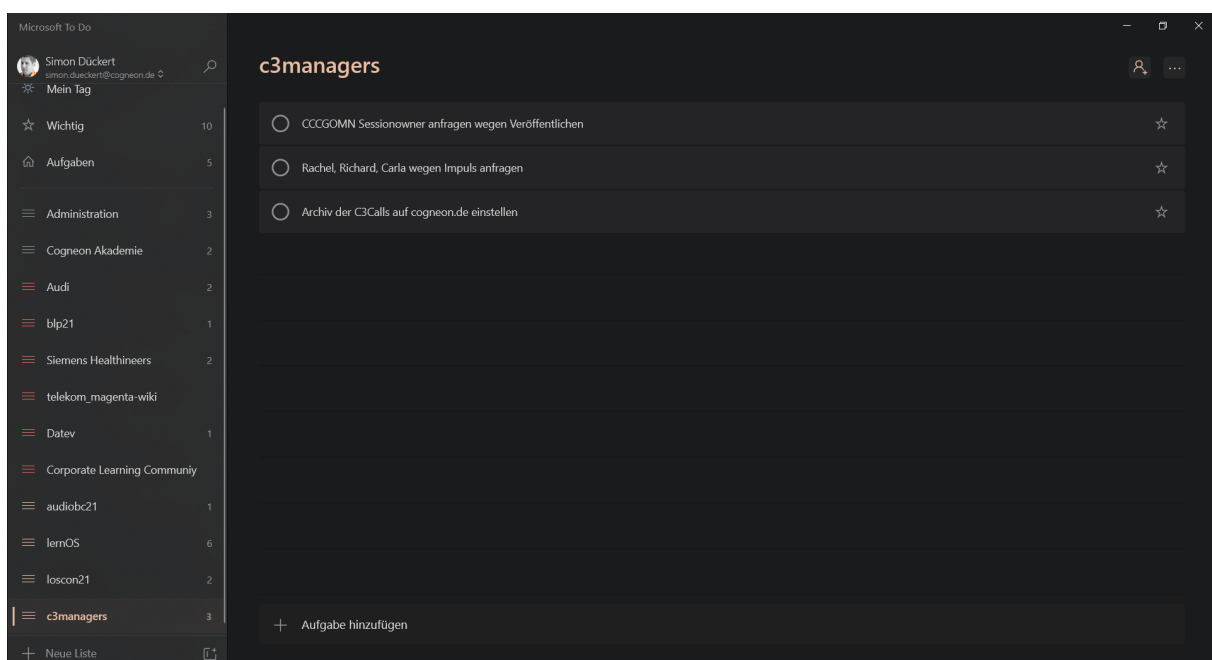 Microsoft To Do
Simon Dückert
simon.dueckert@cogneon.de
Mein Tag
Wichtig 10
Aufgaben 5
Administration 3
Cogneon Akademie 2
Audi 2
blp21 1
Siemens Healthineers 2
telekom_magenta-wiki
Datev 1
Corporate Learning Communiy
audiobc21 1
lernOS 6
loscon21 2
c3managers 3
Neue Liste
c3managers
CCCGOMN Sessionowner anfragen wegen Veröffentlichen
Rachel, Richard, Carla wegen Impuls anfragen
Archiv der C3Calls auf cogneon.de einstellen
Aufgabe hinzufügen